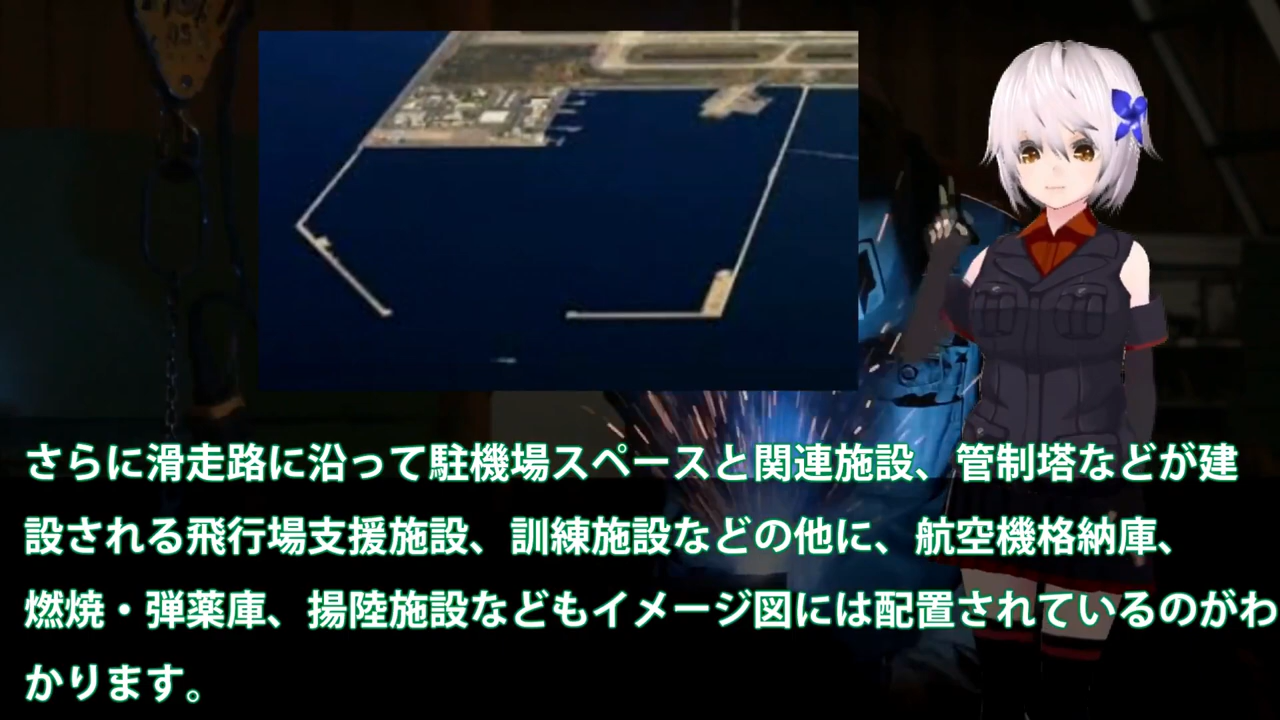 さらに滑走路に沿って駐機場スペースと関連施設、管制塔などが建
設される飛行場支援施設、訓練施設などの他に、航空機格納庫、
燃焼・弾薬庫、揚陸施設などもイメージ図には配置されているのがわ
かります。